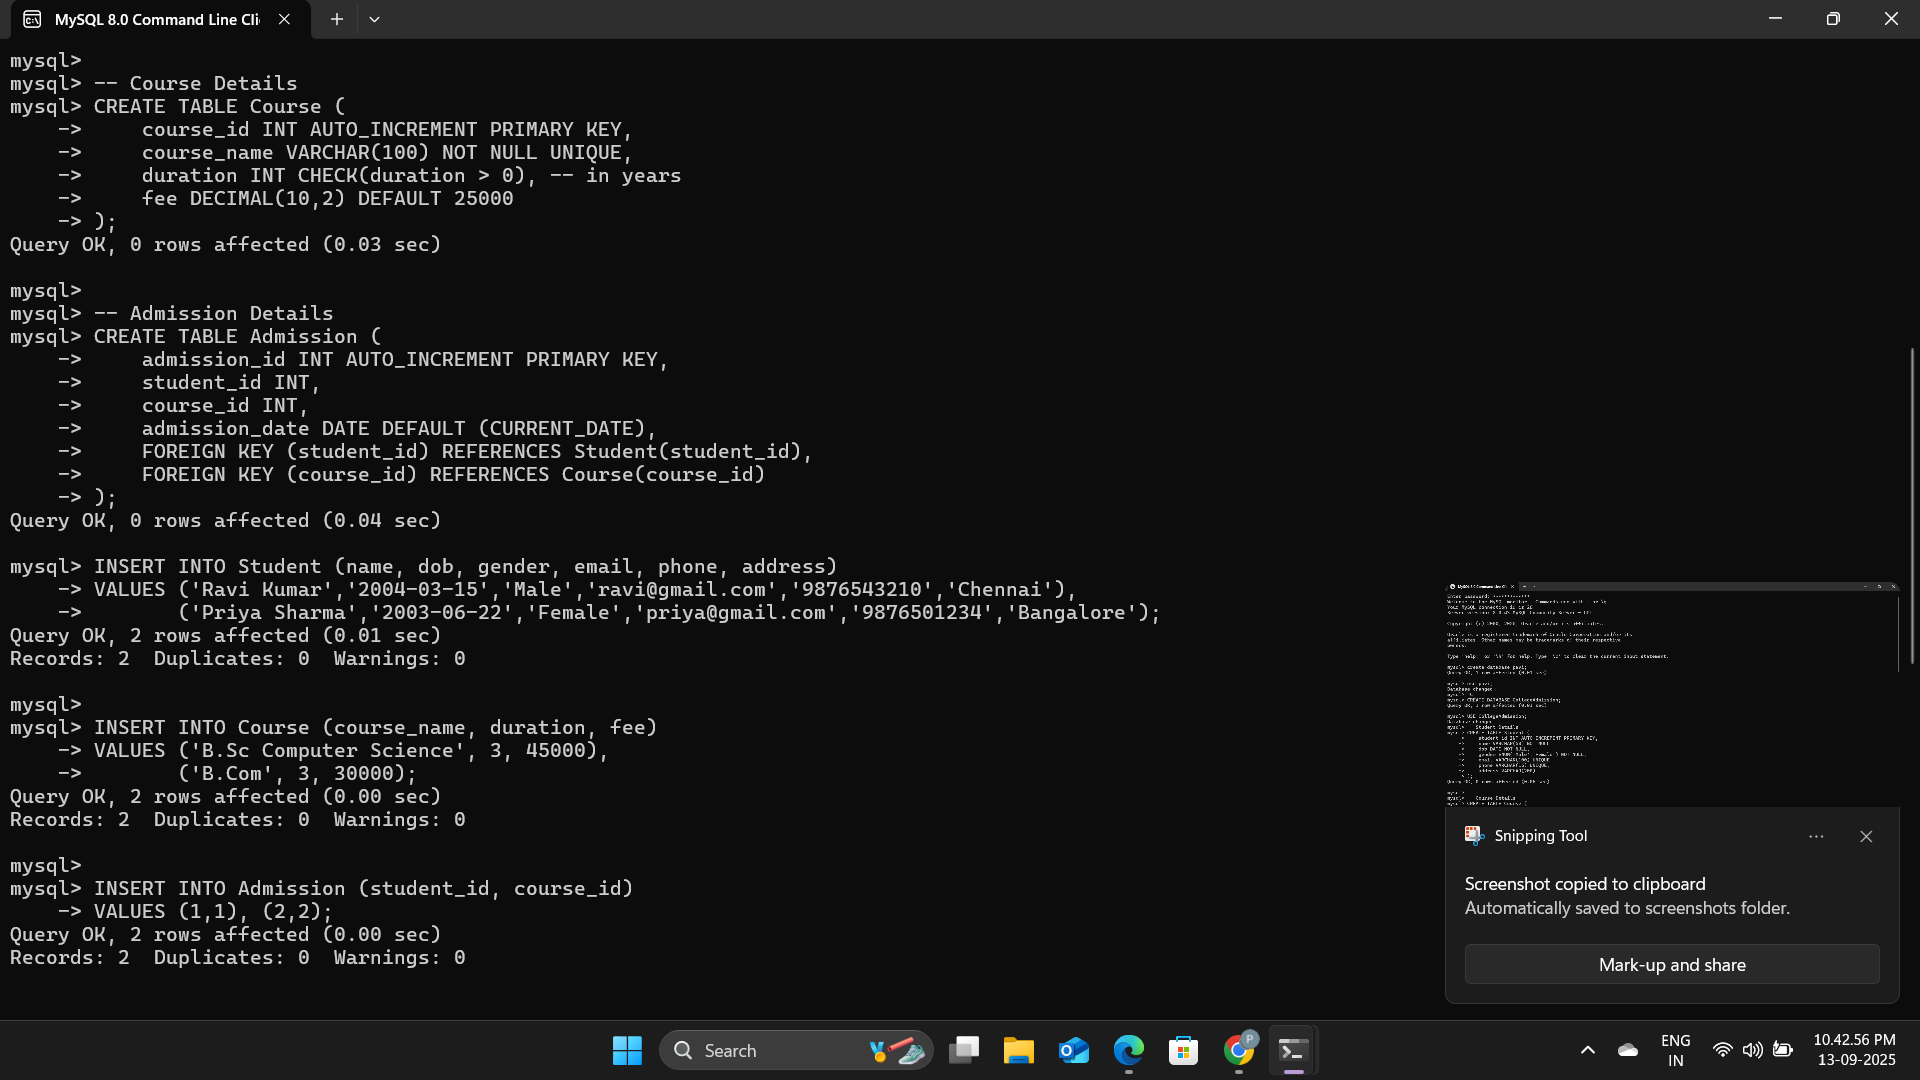 MySQL 8.0 Command Line Cli
mysql>
mysql> -- Course Details
mysql> CREATE TABLE Course (
    ->     course_id INT AUTO_INCREMENT PRIMARY KEY,
    ->     course_name VARCHAR(100) NOT NULL UNIQUE,
    ->     duration INT CHECK(duration > 0), -- in years
    ->     fee DECIMAL(10,2) DEFAULT 25000
    -> );
Query OK, 0 rows affected (0.03 sec)
mysql>
mysql> -- Admission Details
mysql> CREATE TABLE Admission (
    ->     admission_id INT AUTO_INCREMENT PRIMARY KEY,
    ->     student_id INT,
    ->     course_id INT,
    ->     admission_date DATE DEFAULT (CURRENT_DATE),
    ->     FOREIGN KEY (student_id) REFERENCES Student(student_id),
    ->     FOREIGN KEY (course_id) REFERENCES Course(course_id)
    -> );
Query OK, 0 rows affected (0.04 sec)
mysql> INSERT INTO Student (name, dob, gender, email, phone, address)
    -> VALUES ('Ravi Kumar','2004-03-15','Male','ravi@gmail.com','9876543210','Chennai'),
    ->        ('Priya Sharma','2003-06-22','Female','priya@gmail.com','9876501234','Bangalore');
Query OK, 2 rows affected (0.01 sec)
Records: 2  Duplicates: 0  Warnings: 0
mysql>
mysql> INSERT INTO Course (course_name, duration, fee)
    -> VALUES ('B.Sc Computer Science', 3, 45000),
    ->        ('B.Com', 3, 30000);
Query OK, 2 rows affected (0.00 sec)
Records: 2  Duplicates: 0  Warnings: 0
mysql>
mysql> INSERT INTO Admission (student_id, course_id)
    -> VALUES (1,1), (2,2);
Query OK, 2 rows affected (0.00 sec)
Records: 2  Duplicates: 0  Warnings: 0
Snipping Tool
Screenshot copied to clipboard
Automatically saved to screenshots folder.
Mark-up and share
Search
P
ENG
IN
10.42.56 PM
13-09-2025